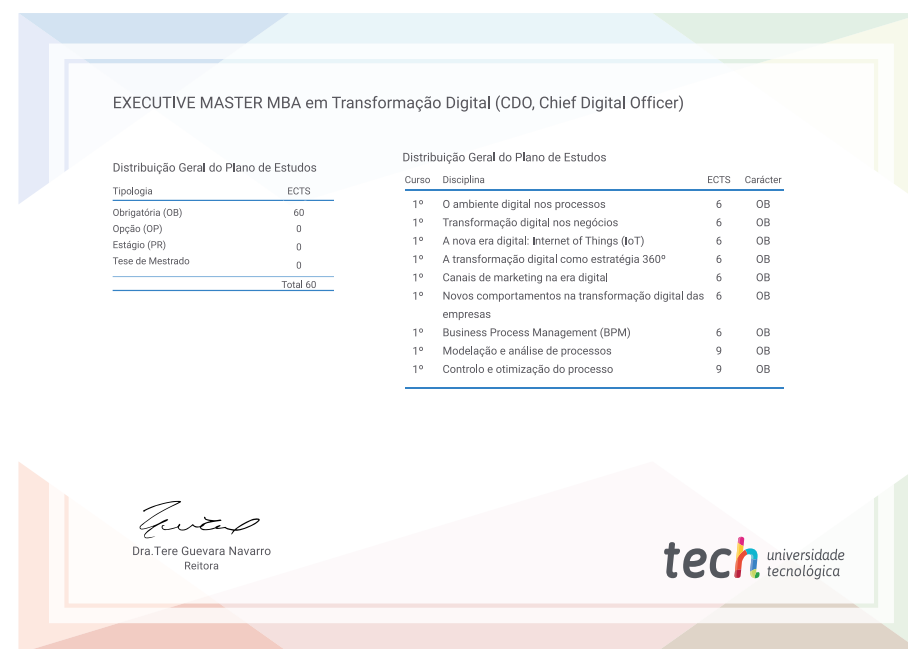 EXECUTIVE MASTER MBA em Transformação Digital (CDO, Chief Digital Officer)
Distribuição Geral do Plano de Estudos
Tipologia ECTS
Obrigatória (OB) 60
Opção (OP) 0
Estágio (PR) 0
Tese de Mestrado 0
Total 60
Distribuição Geral do Plano de Estudos
Curso Disciplina ECTS Carácter
1º O ambiente digital nos processos 6 OB
1º Transformação digital nos negócios 6 OB
1º A nova era digital: Internet of Things (IoT) 6 OB
1º A transformação digital como estratégia 360º 6 OB
1º Canais de marketing na era digital 6 OB
1º Novos comportamentos na transformação digital das 6 OB
empresas
1º Business Process Management (BPM) 6 OB
1º Modelação e análise de processos 9 OB
1º Controlo e otimização do processo 9 OB
Dra.Tere Guevara Navarro
Reitora
tech universidade
tecnológica